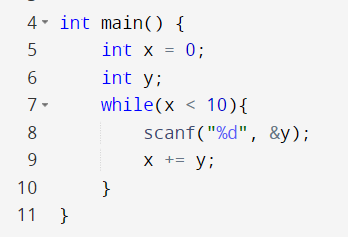 4 int main() {
5     int x = 0;
6     int y;
7     while(x < 10){
8         scanf("%d", &y);
9         x += y;
10     }
11 }